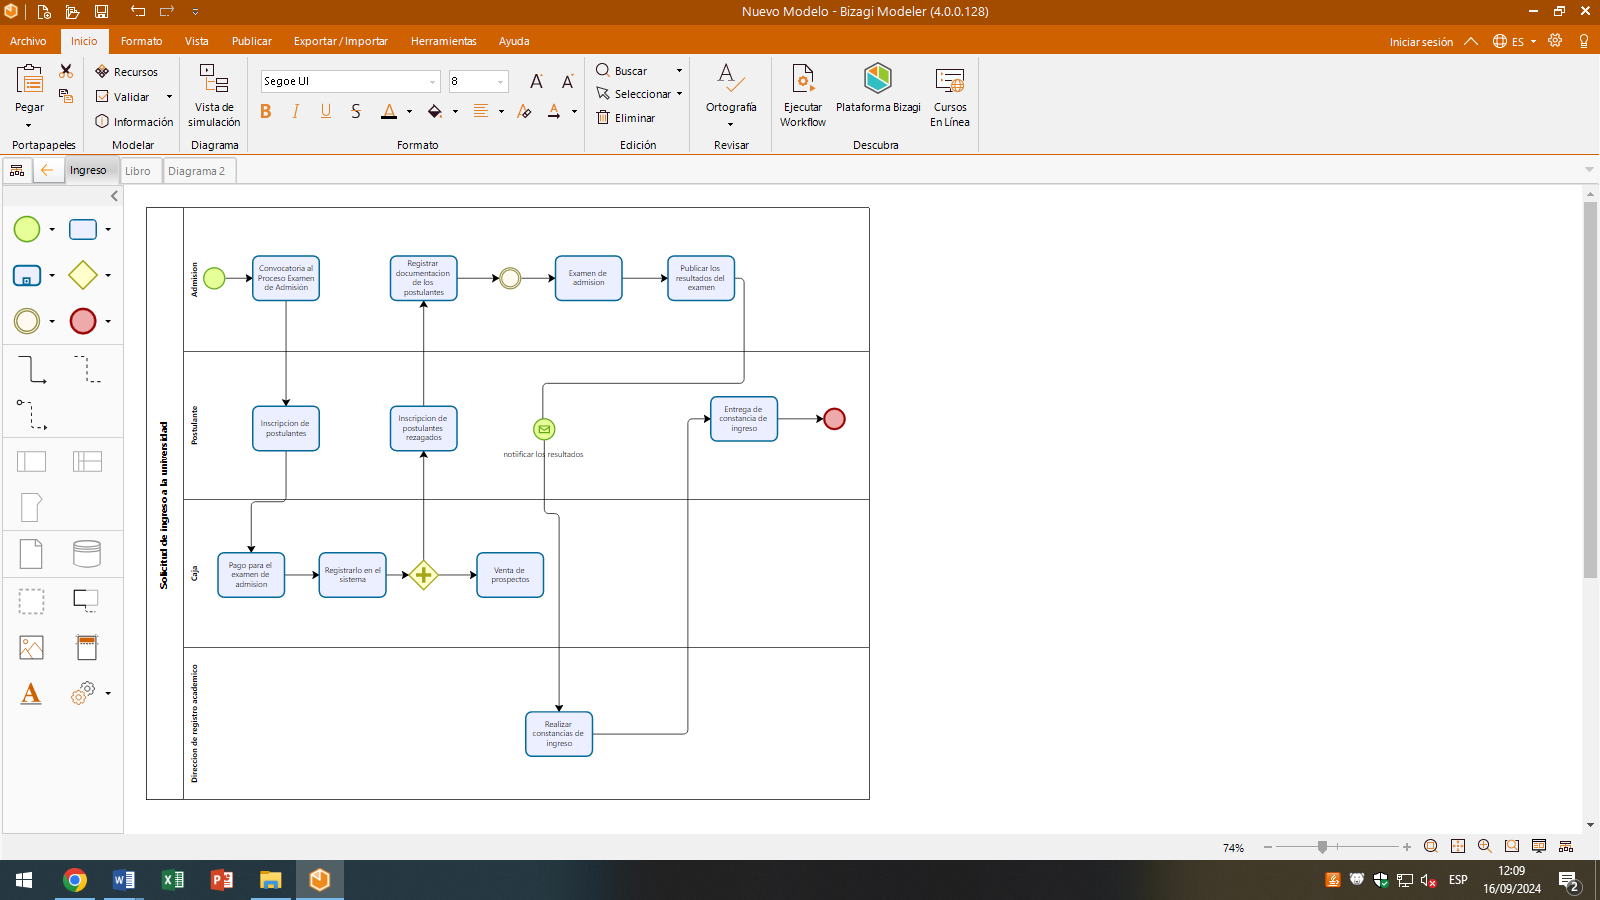 Nuevo Modelo - Bizagi Modeler (4.0.0.128)
Archivo
Inicio
Formato
Vista
Publicar
Exportar / Importar
Herramientas
Ayuda
Iniciar sesión
ES
Pegar
Portapapeles
Recursos
Validar
Información
Modelar
Vista de
simulación
Diagrama
Segoe UI
8
Formato
Buscar
Seleccionar
Eliminar
Edición
Ortografía
Revisar
Ejecutar
Workflow
Plataforma Bizagi
Cursos
En Línea
Descubra
Ingreso
Libro
Diagrama 2
Solicitud de ingreso a la universidad
Admision
Convocatoria al
Proceso Examen
de Admision
Registrar
documentacion
de los
postulantes
Examen de
admision
Publicar los
resultados del
examen
Postulante
Inscripcion de
postulantes
Inscripcion de
postulantes
rezagados
notiificar los resultados
Entrega de
constancia de
ingreso
Caja
Pago para el
examen de
admision
Registrarlo en el
sistema
Venta de
prospectos
Direccion de registro academico
Realizar
constancias de
ingreso
74%
ESP
12:09
16/09/2024
2